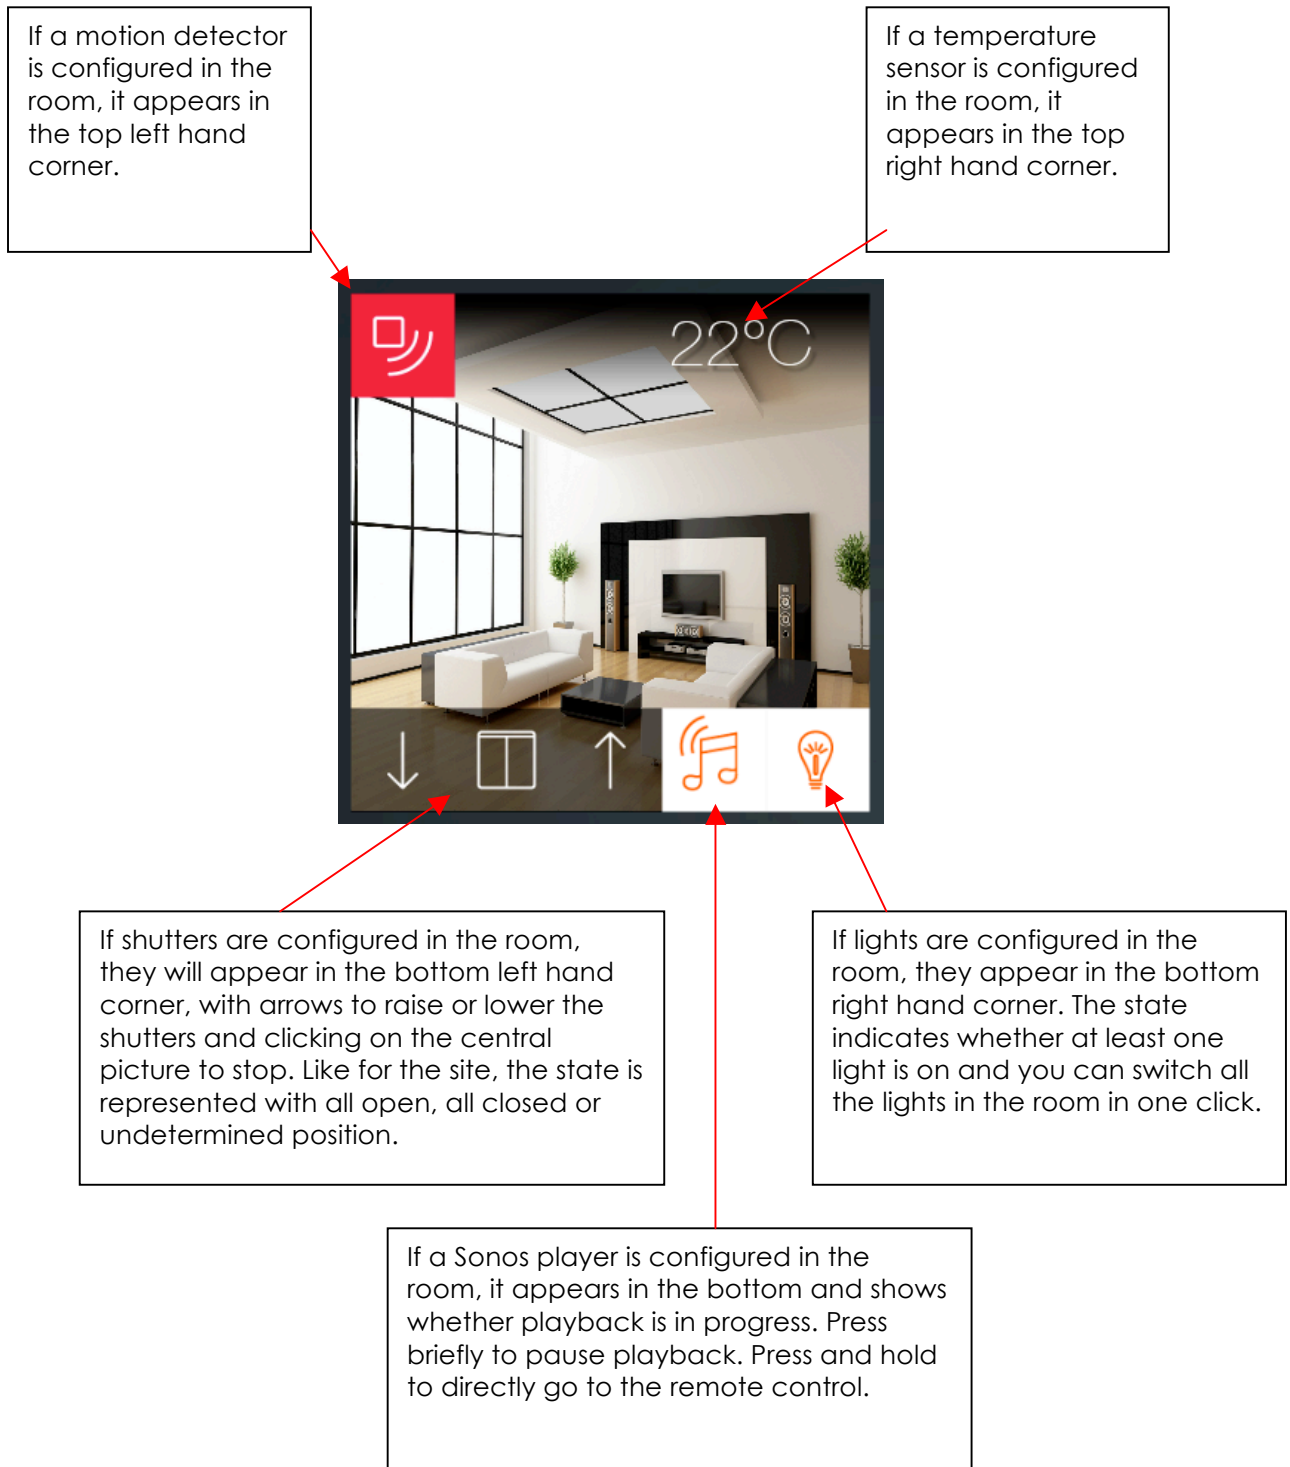 If a motion detector
is configured in the
room, it appears in
the top left hand
corner.
If a temperature
sensor is configured
in the room, it
appears in the top
right hand corner.
22°C
If shutters are configured in the room,
they will appear in the bottom left hand
corner, with arrows to raise or lower the
shutters and clicking on the central
picture to stop. Like for the site, the state is
represented with all open, all closed or
undetermined position.
If lights are configured in the
room, they appear in the bottom
right hand corner. The state
indicates whether at least one
light is on and you can switch all
the lights in the room in one click.
If a Sonos player is configured in the
room, it appears in the bottom and shows
whether playback is in progress. Press
briefly to pause playback. Press and hold
to directly go to the remote control.